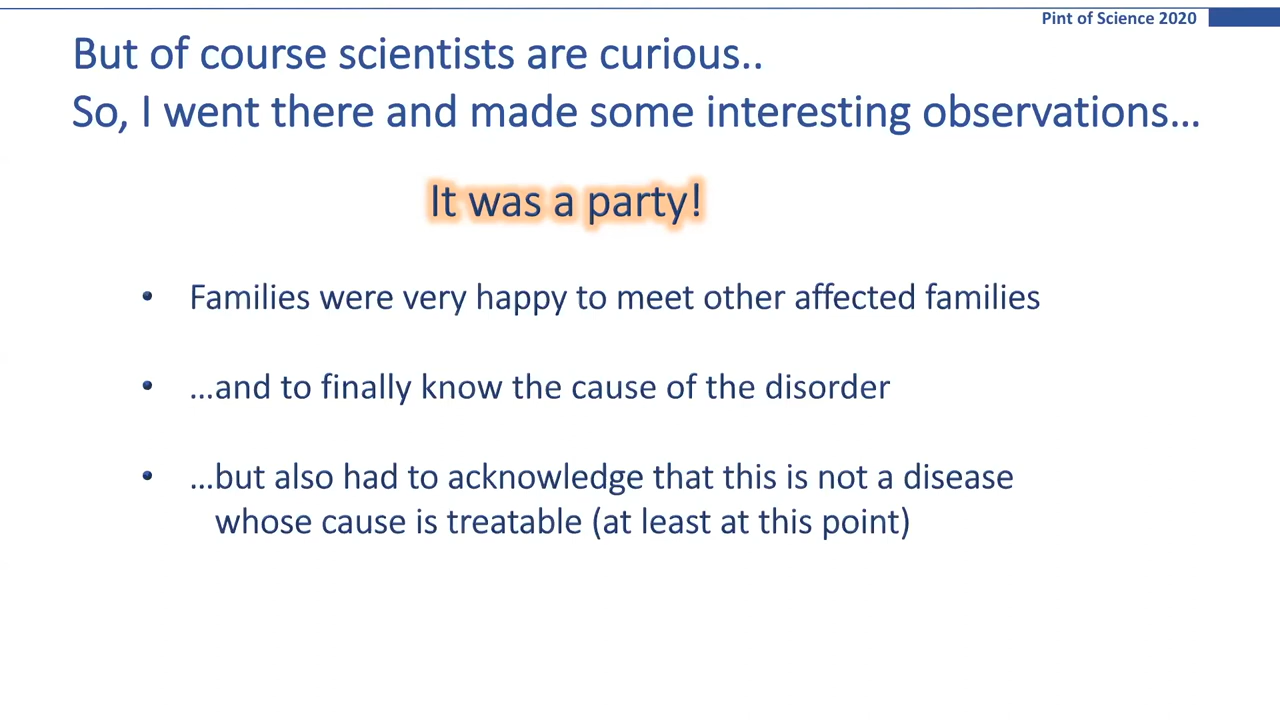 Pint of Science 2020
But of course scientists are curious..
So, I went there and made some interesting observations...
It was a party!
• Families were very happy to meet other affected families
• ...and to finally know the cause of the disorder
• ...but also had to acknowledge that this is not a disease
whose cause is treatable (at least at this point)